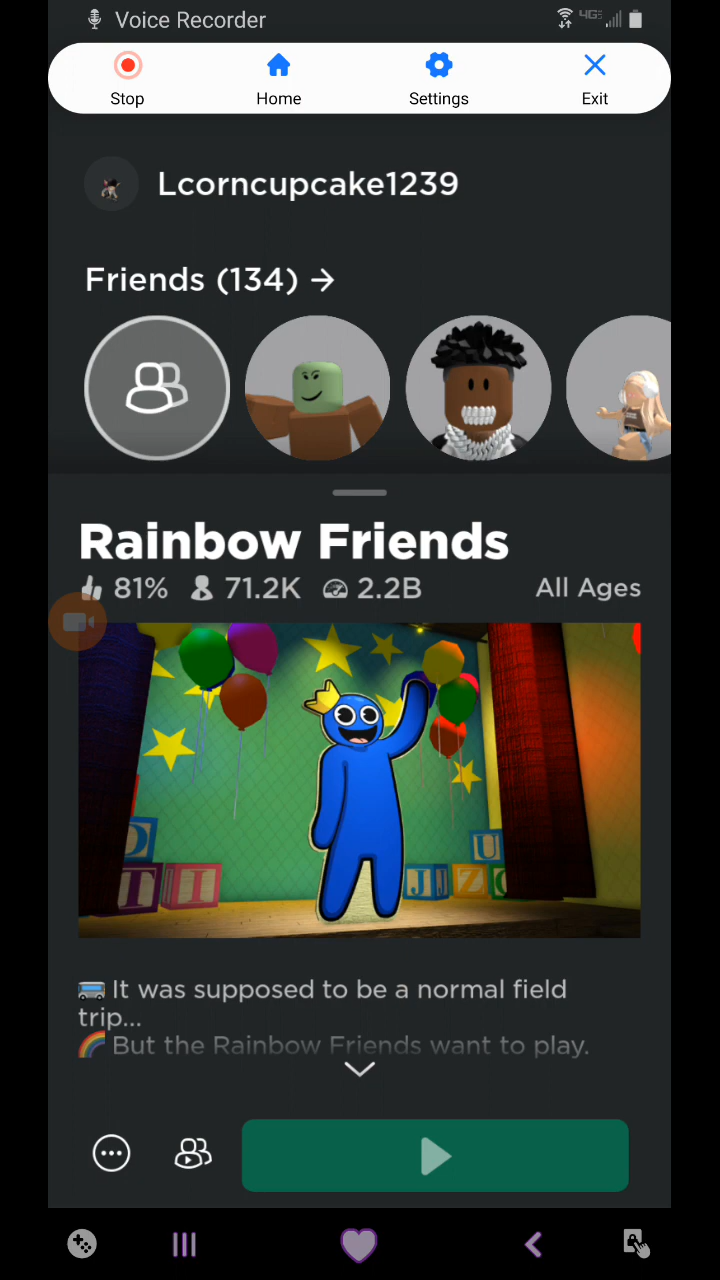 Voice Recorder
4G
Stop Home Settings Exit
Lcorncupcake1239
Friends (134) →
Rainbow Friends
81% 71.2K 2.2B All Ages
D
T I
U
J Z
It was supposed to be a normal field
trip...
But the Rainbow Friends want to play.